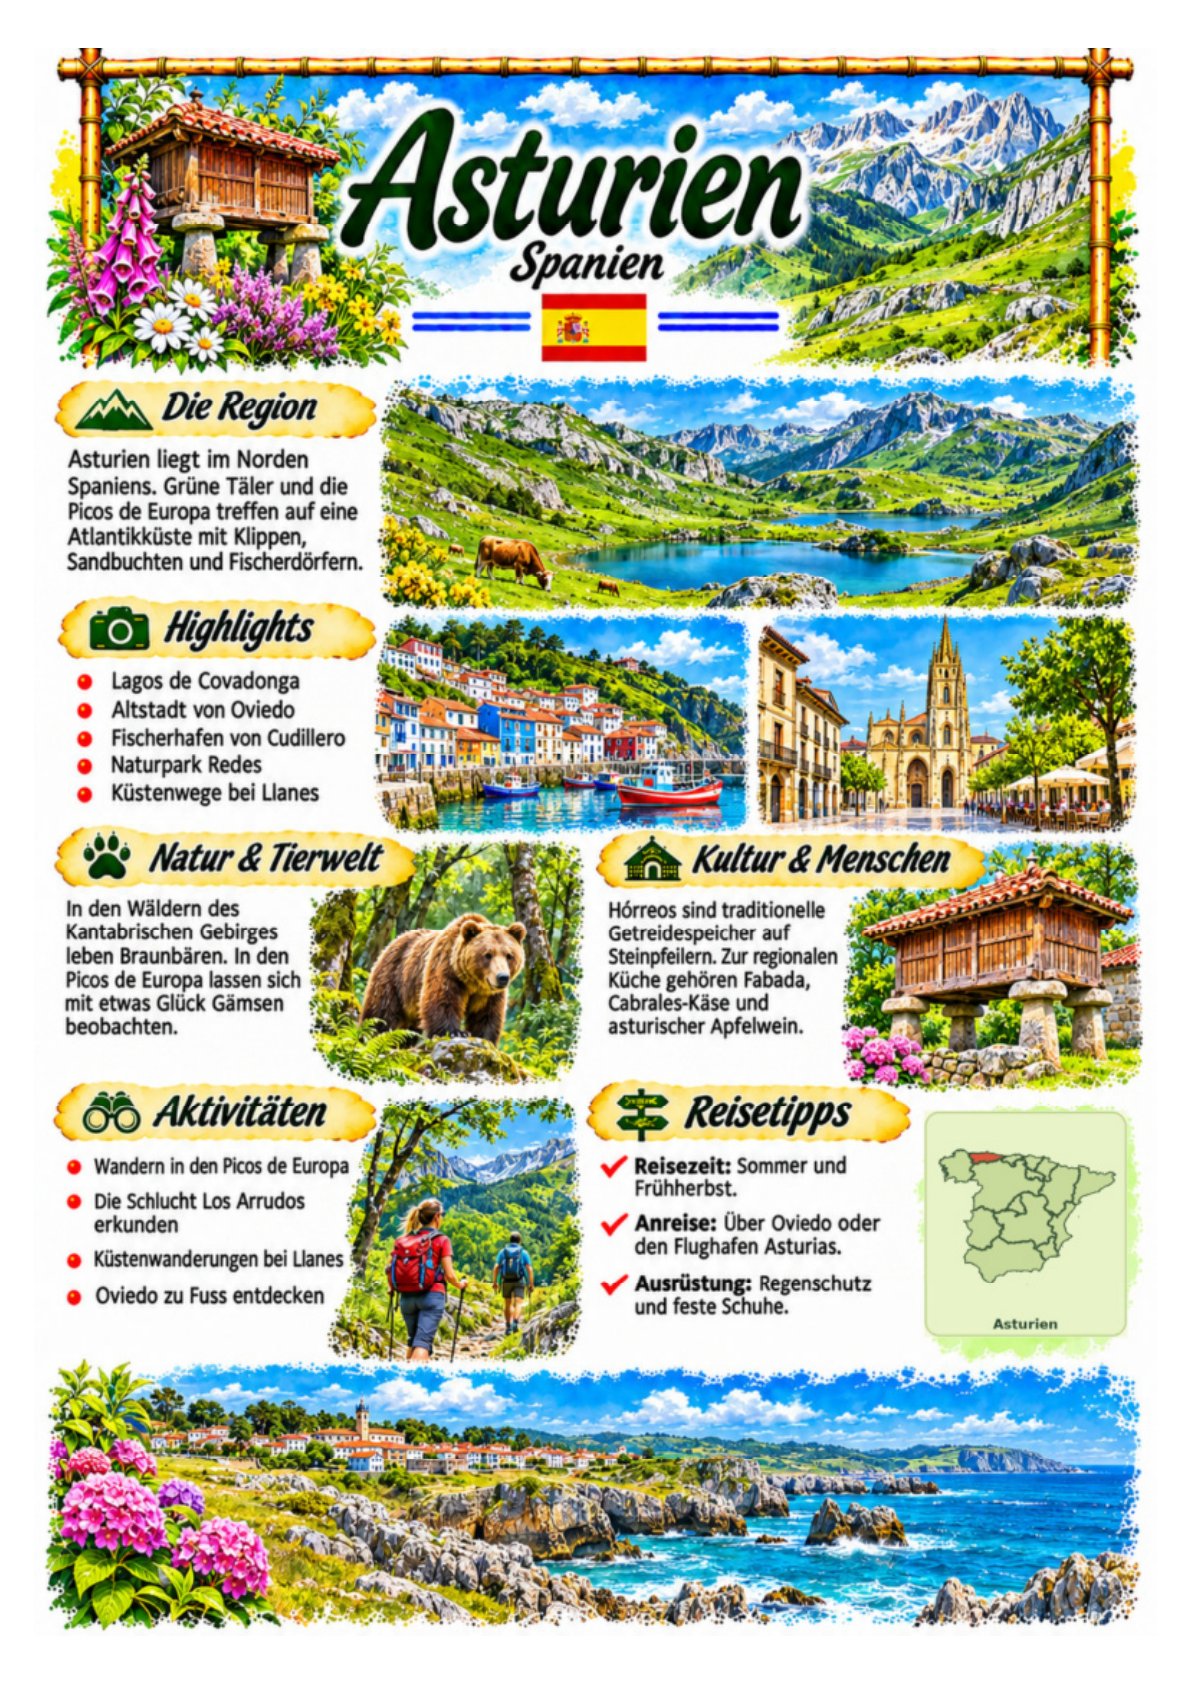 Asturien
Spanien
Die Region
Asturien liegt im Norden
Spaniens. Grüne Täler und die
Picos de Europa treffen auf eine
Atlantikküste mit Klippen,
Sandbuchten und Fischerdörfern.
Highlights
Lagos de Covadonga
Altstadt von Oviedo
Fischerhafen von Cudillero
Naturpark Redes
Küstenwege bei Llanes
Natur & Tierwelt
In den Wäldern des
Kantabrischen Gebirges
leben Braunbären. In den
Picos de Europa lassen sich
mit etwas Glück Gämsen
beobachten.
Kultur & Menschen
Hórreos sind traditionelle
Getreidespeicher auf
Steinpfeilern. Zur regionalen
Küche gehören Fabada,
Cabrales-Käse und
asturischer Apfelwein.
Aktivitäten
Wandern in den Picos de Europa
Die Schlucht Los Arrudos
erkunden
Küstenwanderungen bei Llanes
Oviedo zu Fuss entdecken
Reisetipps
Reisezeit: Sommer und
Frühherbst.
Anreise: Über Oviedo oder
den Flughafen Asturias.
Ausrüstung: Regenschutz
und feste Schuhe.
Asturien